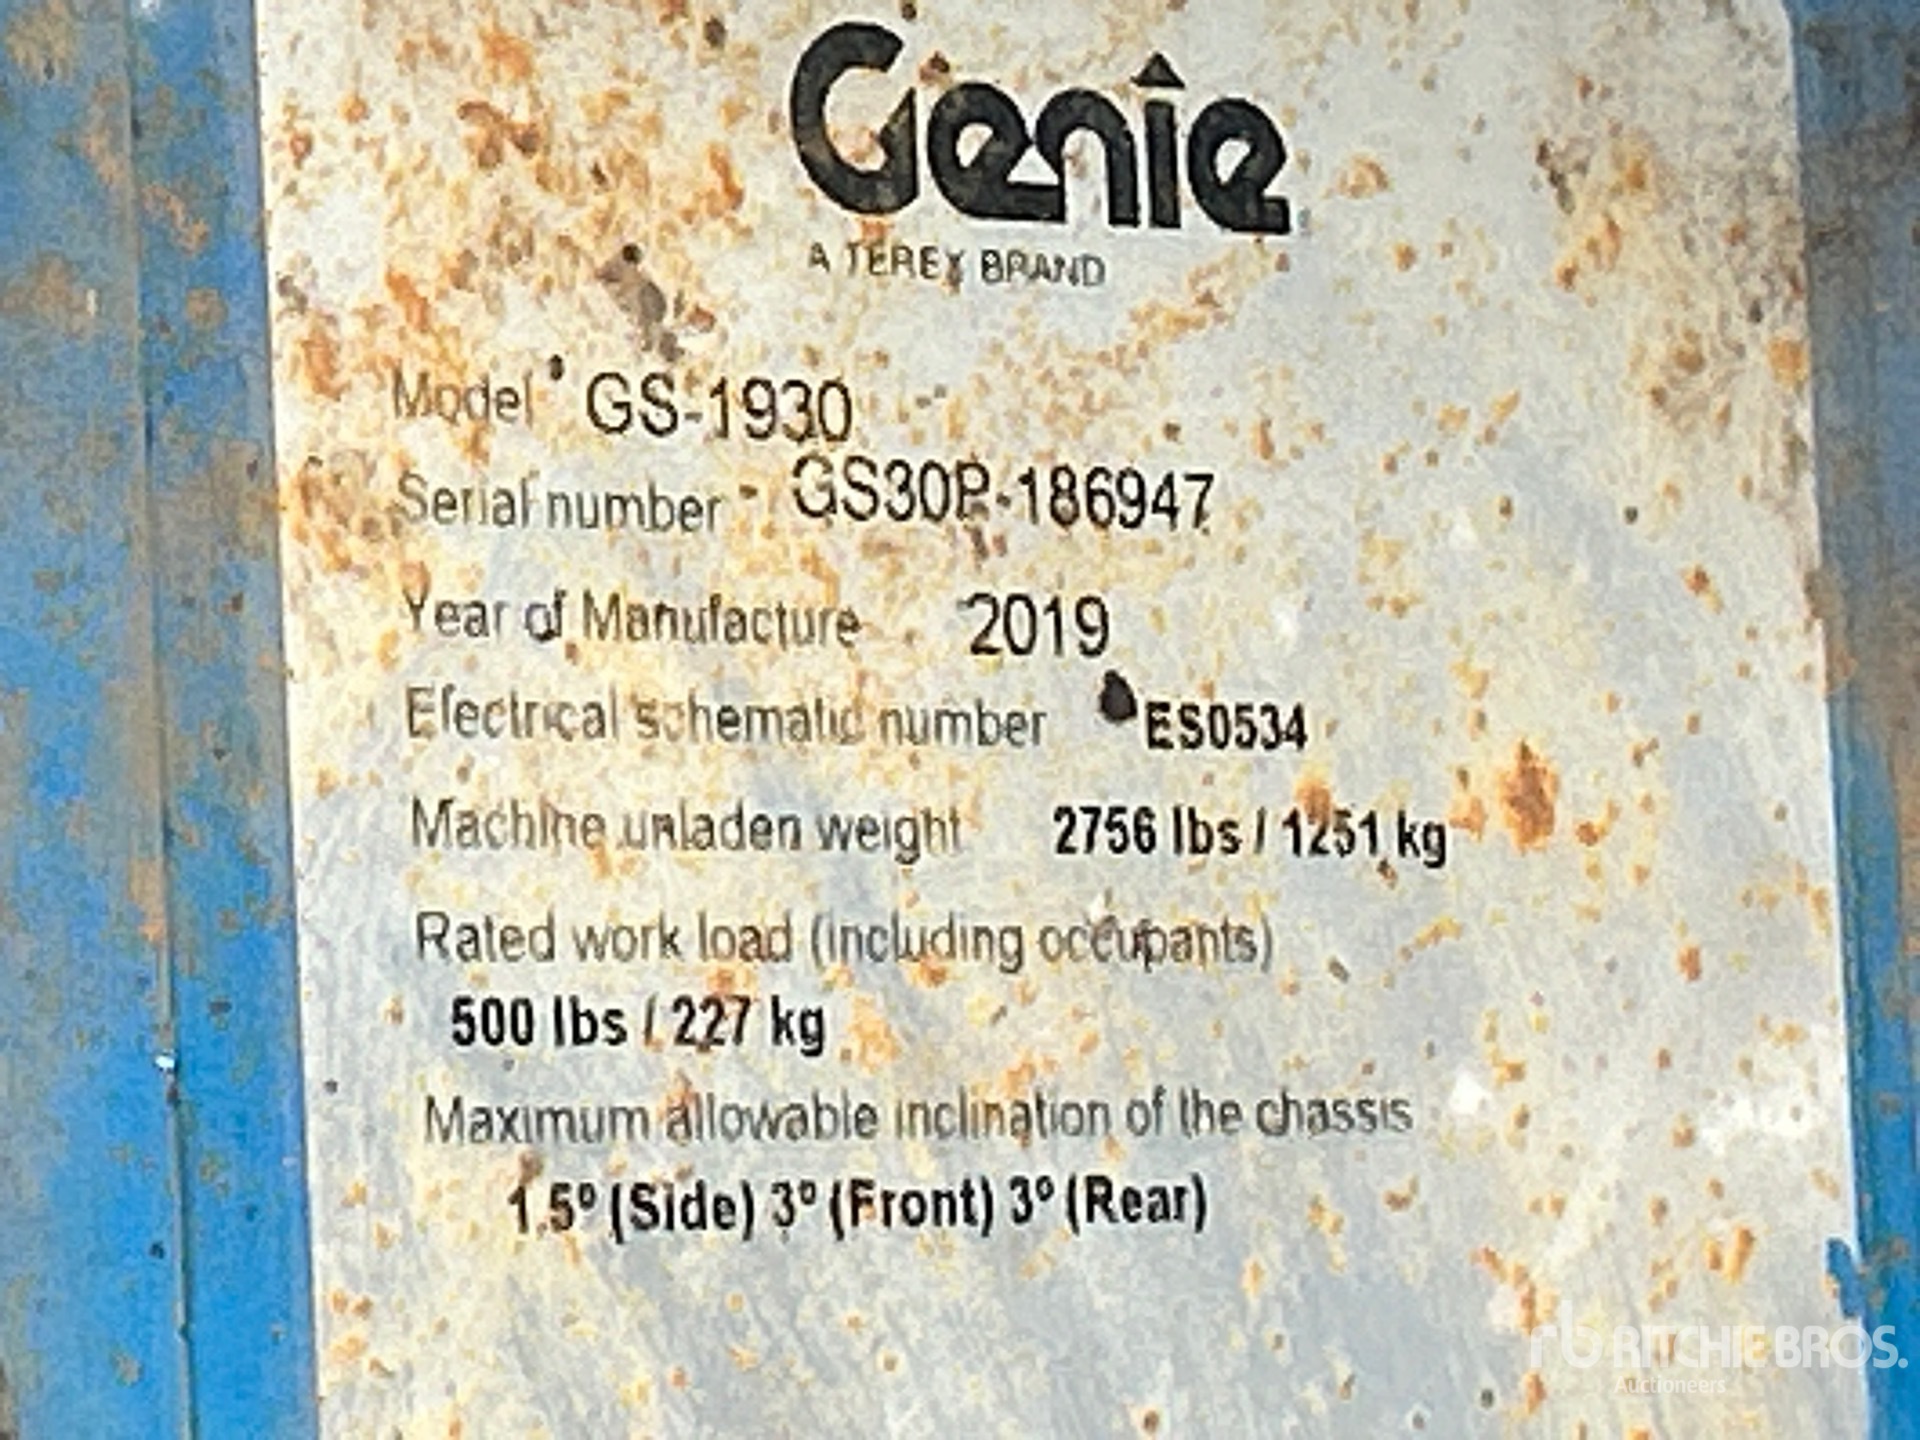 Genie
A TEREX BRAND
Model GS-1930
Serial number GS30P-186947
Year of Manufacture 2019
Electrical schematic number ES0534
Machine unladen weight 2756 lbs / 1251 kg
Rated work load (including occupants)
500 lbs / 227 kg
Maximum allowable inclination of the chassis
1.5° (Side) 3° (Front) 3° (Rear)
rb RITCHIE BROS.
Auctioneers